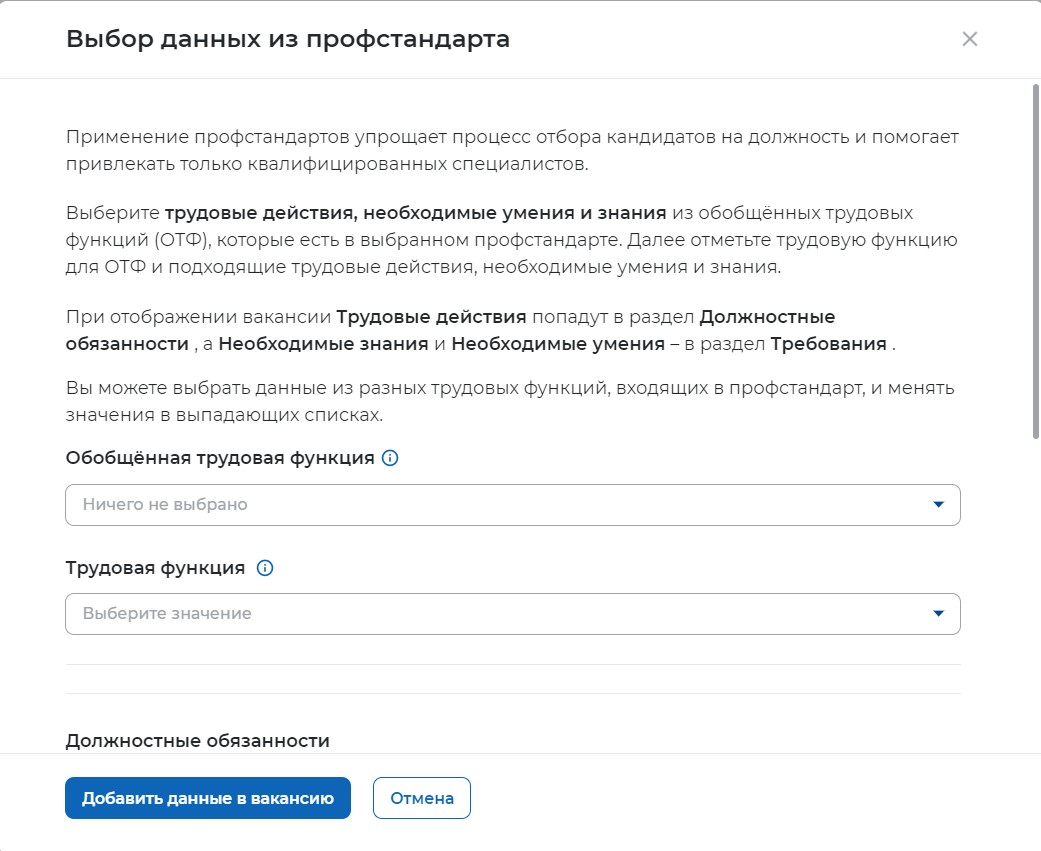 Выбор данных из профстандарта
Применение профстандартов упрощает процесс отбора кандидатов на должность и помогает
привлекать только квалифицированных специалистов.
Выберите трудовые действия, необходимые умения и знания из обобщённых трудовых
функций (ОТФ), которые есть в выбранном профстандарте. Далее отметьте трудовую функцию
для ОТФ и подходящие трудовые действия, необходимые умения и знания.
При отображении вакансии Трудовые действия попадут в раздел Должностные
обязанности , а Необходимые знания и Необходимые умения – в раздел Требования .
Вы можете выбрать данные из разных трудовых функций, входящих в профстандарт, и менять
значения в выпадающих списках.
Обобщённая трудовая функция
Ничего не выбрано
Трудовая функция
Выберите значение
Должностные обязанности
Добавить данные в вакансию
Отмена